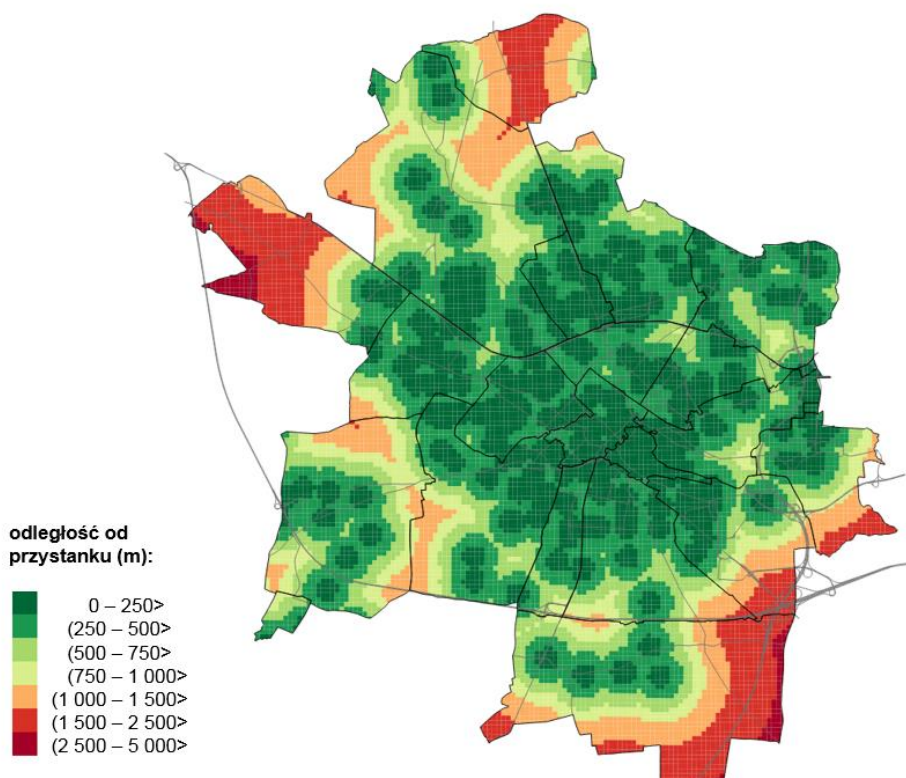 odległość od
przystanku (m):
0 – 250>
(250 – 500>
(500 – 750>
(750 – 1 000>
(1 000 – 1 500>
(1 500 – 2 500>
(2 500 – 5 000>